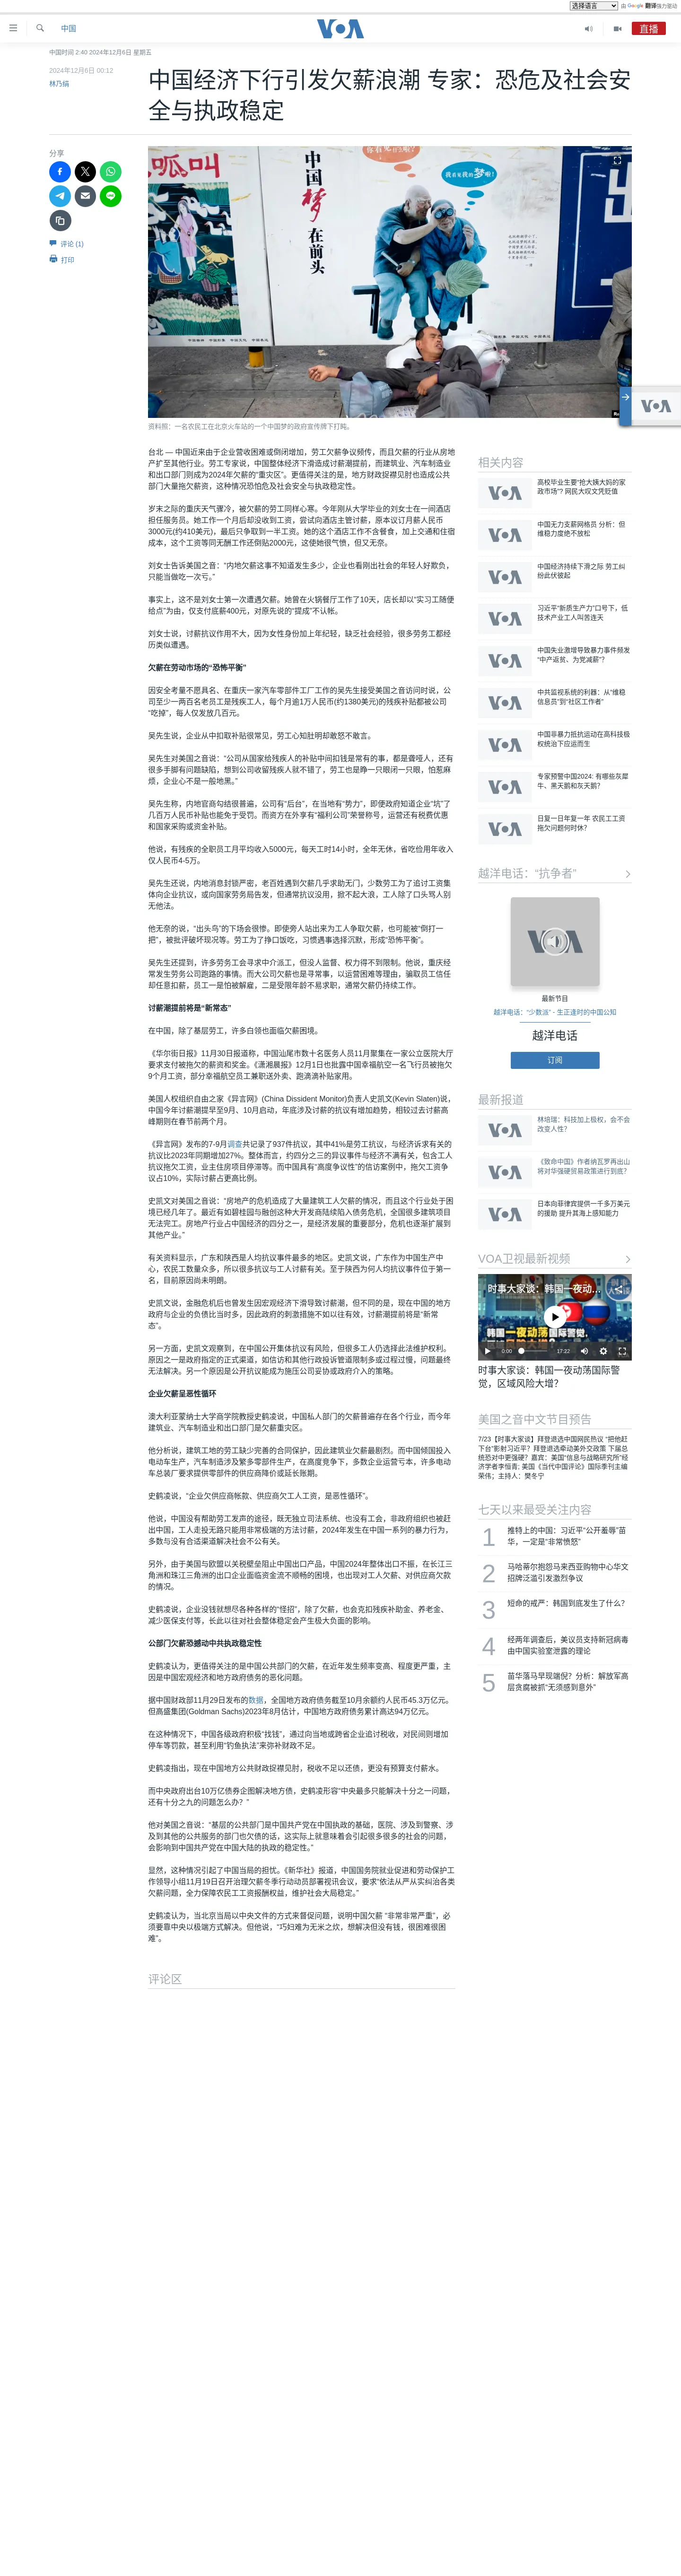 选择语言
由 Google 翻译强力驱动
中国
VOA
直播
中国时间 2:40 2024年12月6日 星期五
2024年12月6日 00:12
林乃绢
中国经济下行引发欠薪浪潮 专家：恐危及社会安
全与执政稳定
分享
评论 (1)
打印
呱叫
中国梦
在前头
你看见谁了呢？
我看见我的梦啦！
资料照：一名农民工在北京火车站的一个中国梦的政府宣传牌下打盹。
台北 — 中国近来由于企业营收困难或倒闭增加，劳工欠薪争议频传，而且欠薪的行业从房地
产扩至其他行业。劳工专家说，中国整体经济下滑造成讨薪潮提前，而建筑业、汽车制造业
和出口部门则成为2024年欠薪的“重灾区”。更值得关注的是，地方财政捉襟见肘也造成公共
部门大量拖欠薪资，这种情况恐怕危及社会安全与执政稳定性。
岁末之际的重庆天气骤冷，被欠薪的劳工同样心寒。今年刚从大学毕业的刘女士在一间酒店
担任服务员。她工作一个月后却没收到工资，尝试向酒店主管讨薪，原本议订月薪人民币
3000元(约410美元)，最后只争取到一半工资。她的这个酒店工作不含餐食，加上交通和住宿
成本，这个工资等同无酬工作还倒贴2000元，这使她很气愤，但又无奈。
刘女士告诉美国之音：“内地欠薪这事不知道发生多少，企业也看刚出社会的年轻人好欺负，
只能当做吃一次亏。”
事实上，这不是刘女士第一次遭遇欠薪。她曾在火锅餐厅工作了10天，店长却以“实习能随便
给点”为由，仅支付底薪400元，对原先说的“提成”不认帐。
刘女士说，讨薪抗议作用不大，因为女性身份加上年纪轻，缺乏社会经验，很多劳务工都经
历类似遭遇。
欠薪在劳动市场的“恐怖平衡”
因安全考量不愿具名、在重庆一家汽车零部件工厂工作的吴先生接受美国之音访问时说，公
司至少一两百名老员工是残疾人工，每个月逾1万人民币(约1380美元)的残疾补贴都被公司
“吃掉”，每人仅发放几百元。
吴先生说，企业从中扣取补贴很常见，劳工心知肚明却敢怒不敢言。
吴先生对美国之音说：“公司从国家给残疾人的补贴中间扣钱是常有的事，都是聋哑人，还有
很多手脚有问题缺陷，想到公司收留残疾人就不错了，劳工也是睁一只眼闭一只眼，怕惹麻
烦，企业心不是一般地黑。”
吴先生称，内地官商勾结很普遍，公司有“后台”，在当地有“势力”，即便政府知道企业“坑”了
几百万人民币补贴也能免于受罚。而资方在外享有“福利公司”荣誉称号，运营还有税费优惠
和国家采购或资金补贴。
他说，有残疾的全职员工月平均收入5000元，每天工时14小时，全年无休，省吃俭用年收入
仅人民币4-5万。
吴先生还说，内地消息封锁严密，老百姓遇到欠薪几乎求助无门，少数劳工为了追讨工资集
体向企业抗议，或向国家劳务局告发，但通常抗议没用，掀不起大浪，工人除了口头骂人别
无他法。
他无奈的说，“出头鸟”的下场会很惨。即使旁人站出来为工人争取欠薪，也可能被“倒打一
把”，被批评破坏现况等。劳工为了挣口饭吃，习惯遇事选择沉默，形成“恐怖平衡”。
吴先生还提到，许多劳务工会寻求中介派工，但没人监督、权力得不到限制。他说，重庆经
常发生劳务公司跑路的事情。而大公司欠薪也是寻常事，以运营困难等理由，骗取员工信任
却任意扣薪，员工一是怕被解雇，二是受限年龄不易求职，通常欠薪仍持续工作。
讨薪潮提前将是“新常态”
在中国，除了基层劳工，许多白领也面临欠薪困境。
《华尔街日报》11月30日报道称，中国汕尾市数十名医务人员11月聚集在一家公立医院大厅
要求支付被拖欠的薪资和奖金。《潇湘晨报》12月1日也批露中国幸福航空一名飞行员被拖欠
9个月工资，部分幸福航空员工兼职送外卖、跑滴滴补贴家用。
美国人权组织自由之家《异言网》(China Dissident Monitor)负责人史凯文(Kevin Slaten)说，
中国今年讨薪潮提早至9月、10月启动，年底涉及讨薪的抗议有增加趋势，相较过去讨薪高
峰期则在春节前两个月。
《异言网》发布的7-9月调查共记录了937件抗议，其中41%是劳工抗议，与经济诉求有关的
抗议比2023年同期增加27%。整体而言，约四分之三的异议事件与经济不满有关，包含工人
抗议拖欠工资，业主住房项目停滞等。而中国具有“高度争议性”的信访案例中，拖欠工资争
议占10%，实际讨薪占更高比例。
史凯文对美国之音说：“房地产的危机造成了大量建筑工人欠薪的情况，而且这个行业处于困
境已经几年了。最近有如碧桂园与融创这种大开发商陆续陷入债务危机，全国很多建筑项目
无法完工。房地产行业占中国经济的四分之一，是经济发展的重要部分，危机也逐渐扩展到
其他产业。”
有关资料显示，广东和陕西是人均抗议事件最多的地区。史凯文说，广东作为中国生产中
心，农民工数量众多，所以很多抗议与工人讨薪有关。至于陕西为何人均抗议事件位于第一
名，目前原因尚未明朗。
史凯文说，金融危机后也曾发生因宏观经济下滑导致讨薪潮，但不同的是，现在中国的地方
政府与企业的负债比当时多，因此政府的刺激措施不如以往有效，讨薪潮提前将是“新常
态”。
另一方面，史凯文观察到，在中国公开集体抗议有风险，但很多工人仍选择此维护权利。
原因之一是政府指定的正式渠道，如信访和其他行政投诉管道限制多或过程过慢，问题最终
无法解决。另一个原因是公开抗议能成为施压公司妥协或政府介入的策略。
企业欠薪呈恶性循环
澳大利亚蒙纳士大学商学院教授史鹤凌说，中国私人部门的欠薪普遍存在各个行业，而今年
建筑业、汽车制造业和出口部门是欠薪重灾区。
他分析说，建筑工地的劳工缺少完善的合同保护，因此建筑业欠薪最剧烈。而中国倾国投入
电动车生产，汽车制造涉及繁多零部件生产，在高度竞争下，多数企业运营亏本，许多电动
车总装厂要求提供零部件的供应商降价或延长账期。
史鹤凌说，“企业欠供应商帐款、供应商欠工人工资，是恶性循环”。
他说，中国没有帮助劳工发声的途径，既无独立司法系统、也没有工会，非政府组织也被赶
出中国，工人走投无路只能用非常极端的方法讨薪，2024年发生在中国一系列的暴力行为，
多数与没有合适渠道解决社会不公有关。
另外，由于美国与欧盟以关税壁垒阻止中国出口产品，中国2024年整体出口不振，在长江三
角洲和珠江三角洲的出口企业面临资金流不顺畅的困境，也出现对工人欠薪、对供应商欠款
的情况。
史鹤凌说，企业没钱就想尽各种各样的“怪招”，除了欠薪，也会克扣残疾补助金、养老金、
减少医保支付等，长此以往对社会整体稳定会产生极大负面的影响。
公部门欠薪恐撼动中共执政稳定性
史鹤凌认为，更值得关注的是中国公共部门的欠薪，在近年发生频率变高、程度更严重，主
因是中国宏观经济和地方政府债务的恶化问题。
据中国财政部11月29日发布的数据，全国地方政府债务截至10月余额约人民币45.3万亿元。
但高盛集团(Goldman Sachs)2023年8月估计，中国地方政府债务累计高达94万亿元。
在这种情况下，中国各级政府积极“找钱”，通过向当地或跨省企业追讨税收，对民间则增加
停车等罚款，甚至利用“钓鱼执法”来弥补财政不足。
史鹤凌指出，现在中国地方公共财政捉襟见肘，税收不足以还债，更没有预算支付薪水。
而中央政府出台10万亿债券企图解决地方债，史鹤凌形容“中央最多只能解决十分之一问题，
还有十分之九的问题怎么办？”
他对美国之音说：“基层的公共部门是中国共产党在中国执政的基础，医院、涉及到警察、涉
及到其他的公共服务的部门也欠债的话，这实际上就意味着会引起很多很多的社会的问题，
会影响到中国共产党在中国大陆的执政的稳定性。”
显然，这种情况引起了中国当局的担忧。《新华社》报道，中国国务院就业促进和劳动保护工
作领导小组11月19日召开治理欠薪冬季行动动员部署视讯会议，要求“依法从严从实纠治各类
欠薪问题，全力保障农民工工资报酬权益，维护社会大局稳定。”
史鹤凌认为，当北京当局以中央文件的方式来督促问题，说明中国欠薪 “非常非常严重”，必
须要靠中央以极端方式解决。但他说，“巧妇难为无米之炊，想解决但没有钱，很困难很困
难”。
评论区
相关内容
高校毕业生要“抢大姨大妈的家
政市场”？网民大叹文凭贬值
中国无力支薪网格员 分析：但
维稳力度绝不放松
中国经济持续下滑之际 劳工纠
纷此伏彼起
习近平“新质生产力”口号下，低
技术产业工人叫苦连天
中国失业激增导致暴力事件频发
“中产返贫、为党减薪”？
中共监视系统的利器：从“维稳
信息员”到“社区工作者”
中国非暴力抵抗运动在高科技极
权统治下应运而生
专家预警中国2024: 有哪些灰犀
牛、黑天鹅和灰天鹅？
日复一日年复一年 农民工工资
拖欠问题何时休？
越洋电话：“抗争者”
最新节目
越洋电话：“少数派” - 生正逢时的中国公知
越洋电话
订阅
最新报道
林培瑞：科技加上极权，会不会
改变人性？
《致命中国》作者纳瓦罗再出山
将对华强硬贸易政策进行到底？
日本向菲律宾提供一千多万美元
的援助 提升其海上感知能力
VOA卫视最新视频
时事大家谈：韩国一夜动…
韩国一夜动荡国际警觉,
0:00
17:22
时事大家谈：韩国一夜动荡国际警
觉，区域风险大增？
美国之音中文节目预告
7/23【时事大家谈】拜登退选中国网民热议 “把他赶
下台”影射习近平？拜登退选牵动美外交政策 下届总
统恐对中更强硬？嘉宾：美国“信息与战略研究所”经
济学者李恒青; 美国《当代中国评论》国际季刊主编
荣伟；主持人：樊冬宁
七天以来最受关注内容
1
推特上的中国：习近平“公开羞辱”苗
华，一定是“非常愤怒”
2
马哈蒂尔抱怨马来西亚购物中心华文
招牌泛滥引发激烈争议
3
短命的戒严：韩国到底发生了什么？
4
经两年调查后，美议员支持新冠病毒
由中国实验室泄露的理论
5
苗华落马早现端倪？分析：解放军高
层贪腐被抓“无须感到意外”